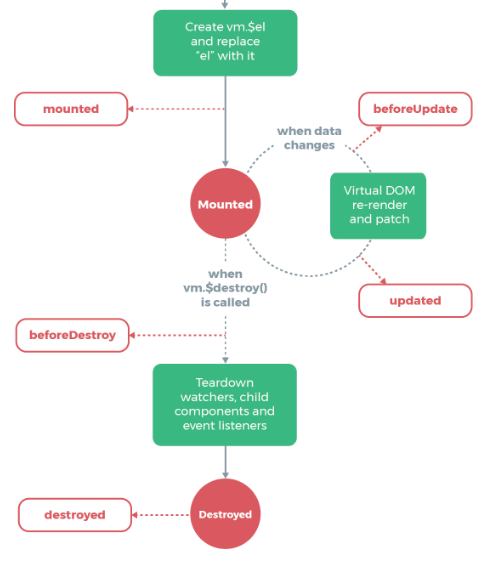 Create vm.$el
and replace
"el" with it
mounted
beforeUpdate
when data
changes
Mounted
Virtual DOM
re-render
and patch
when
vm.$destroy()
is called
updated
beforeDestroy
Teardown
watchers, child
components and
event listeners
destroyed
Destroyed